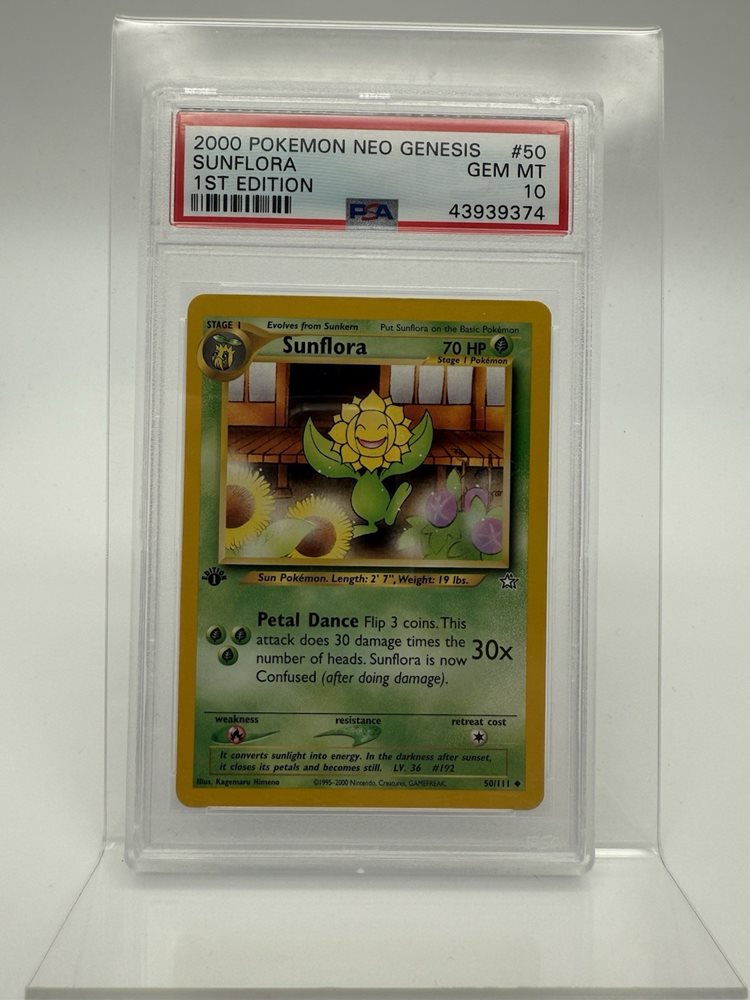 2000 POKEMON NEO GENESIS #50
SUNFLORA GEM MT
1ST EDITION 10
PSA 43939374
STAGE 1 Evolves from Sunkern Put Sunflora on the Basic Pokémon
Sunflora 70 HP
Stage 1 Pokémon
EDITION
1
Sun Pokémon. Length: 2' 7", Weight: 19 lbs.
Petal Dance Flip 3 coins. This
attack does 30 damage times the
number of heads. Sunflora is now
Confused (after doing damage).
30x
weakness resistance retreat cost
It converts sunlight into energy. In the darkness after sunset,
it closes its petals and becomes still. LV. 36 #192
Illus. Kagemaru Himeno ©1995-2000 Nintendo, Creatures, GAMEFREAK. 50/111
PSA